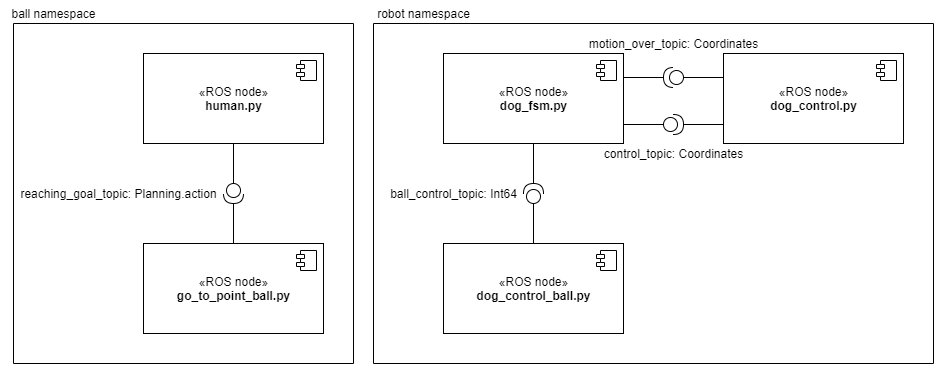 ball namespace
robot namespace
«ROS node»
human.py
reaching_goal_topic: Planning.action
«ROS node»
go_to_point_ball.py
motion_over_topic: Coordinates
«ROS node»
dog_fsm.py
«ROS node»
dog_control.py
control_topic: Coordinates
ball_control_topic: Int64
«ROS node»
dog_control_ball.py